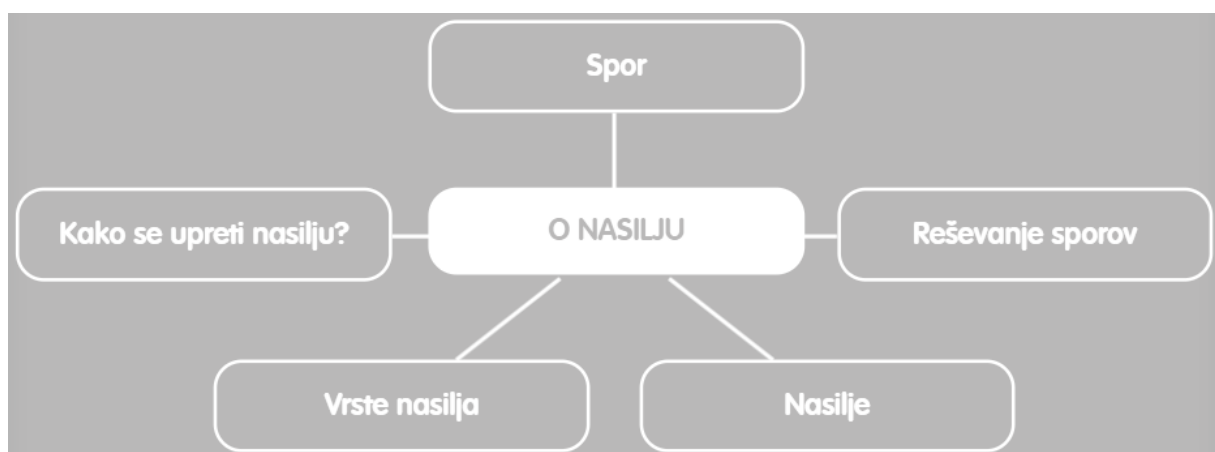 Spor
Kako se upreti nasilju?
O NASILJU
Reševanje sporov
Vrste nasilja
Nasilje